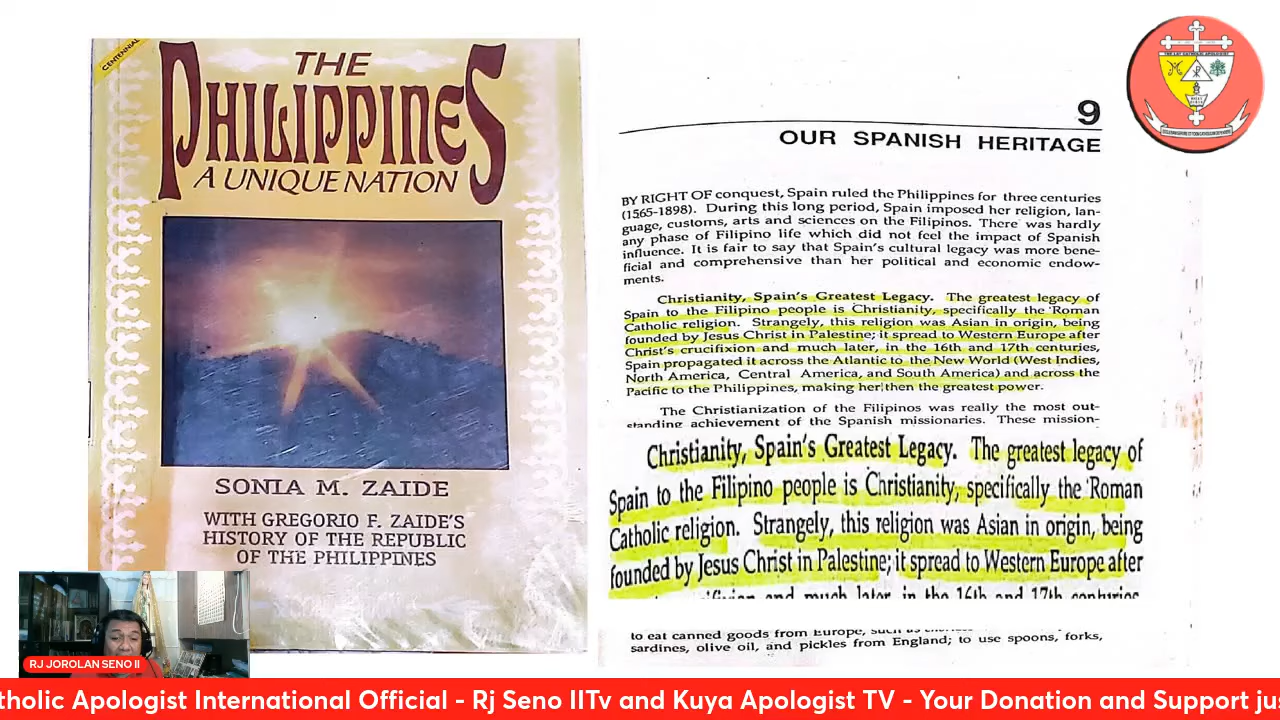 CENTENNIAL
THE
PHILIPPINES
A UNIQUE NATION
SONIA M. ZAIDE
WITH GREGORIO F. ZAIDE'S
HISTORY OF THE REPUBLIC
OF THE PHILIPPINES
9
OUR SPANISH HERITAGE
BY RIGHT OF conquest, Spain ruled the Philippines for three centuries
(1565-1898). During this long period, Spain imposed her religion, lan-
guage, customs, arts and sciences on the Filipinos. There was hardly
any phase of Filipino life which did not feel the impact of Spanish
influence. It is fair to say that Spain's cultural legacy was more bene-
ficial and comprehensive than her political and economic endow-
ments.
Christianity, Spain's Greatest Legacy. The greatest legacy of
Spain to the Filipino people is Christianity, specifically the Roman
Catholic religion. Strangely, this religion was Asian in origin, being
founded by Jesus Christ in Palestine; it spread to Western Europe after
Christ's crucifixion and much later, in the 16th and 17th centuries,
Spain propagated it across the Atlantic to the New World (West Indies,
North America, Central America, and South America) and across the
Pacific to the Philippines, making her then the greatest power.
The Christianization of the Filipinos was really the most out-
standing achievement of the Spanish missionaries. These mission-
Christianity, Spain's Greatest Legacy. The greatest legacy of
Spain to the Filipino people is Christianity, specifically the Roman
Catholic religion. Strangely, this religion was Asian in origin, being
founded by Jesus Christ in Palestine; it spread to Western Europe after
and much later, in the 16th and 17th centuries
to eat canned goods from Europe, such as
sardines, olive oil, and pickles from England; to use spoons, forks,
RJ JOROLAN SENO II
tholic Apologist International Official - Rj Seno IITv and Kuya Apologist TV - Your Donation and Support jus